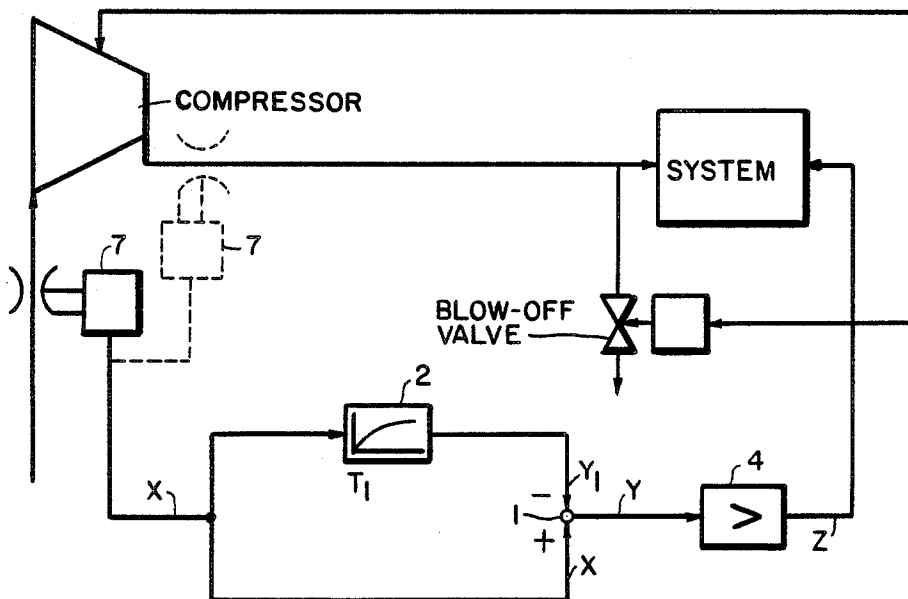 COMPRESSOR
SYSTEM
7
7
BLOW-OFF
VALVE
2
T1
X
Y1
−
1
+
Y
X
4
>
Z